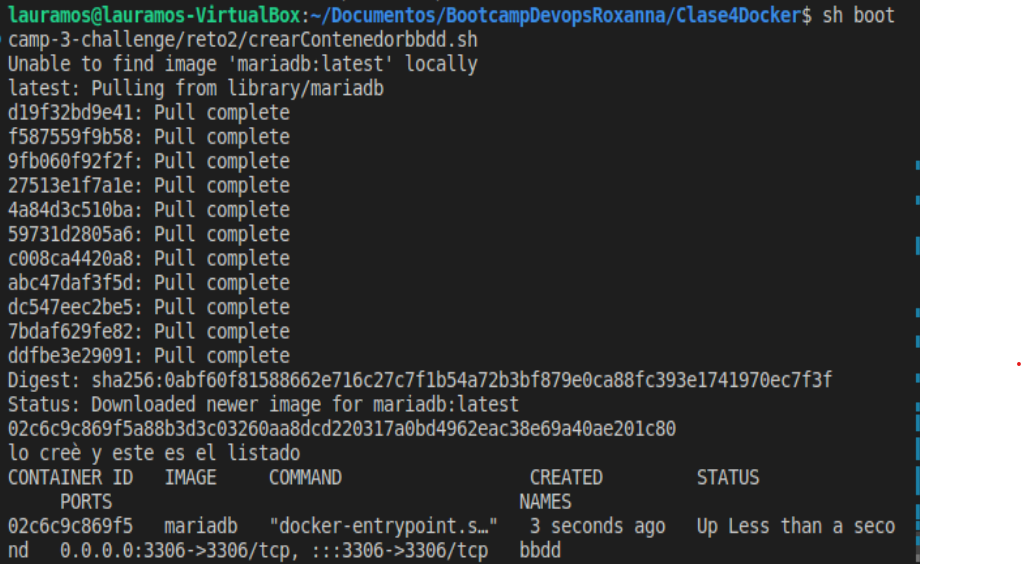 lauramos@lauramos-VirtualBox:~/Documentos/BootcampDevopsRoxanna/Clase4Docker$ sh boot
camp-3-challenge/reto2/crearContenedorbbdd.sh
Unable to find image 'mariadb:latest' locally
latest: Pulling from library/mariadb
d19f32bd9e41: Pull complete
f587559f9b58: Pull complete
9fb060f92f2f: Pull complete
27513e1f7a1e: Pull complete
4a84d3c510ba: Pull complete
59731d2805a6: Pull complete
c008ca4420a8: Pull complete
abc47daf3f5d: Pull complete
dc547eec2be5: Pull complete
7bdaf629fe82: Pull complete
ddfbe3e29091: Pull complete
Digest: sha256:0abf60f81588662e716c27c7f1b54a72b3bf879e0ca88fc393e1741970ec7f3f
Status: Downloaded newer image for mariadb:latest
02c6c9c869f5a88b3d3c03260aa8dcd220317a0bd4962eac38e69a40ae201c80
lo creè y este es el listado
CONTAINER ID   IMAGE     COMMAND                  CREATED         STATUS
     PORTS                                       NAMES
02c6c9c869f5   mariadb   "docker-entrypoint.s…"   3 seconds ago   Up Less than a seco
nd   0.0.0.0:3306->3306/tcp, :::3306->3306/tcp   bbdd